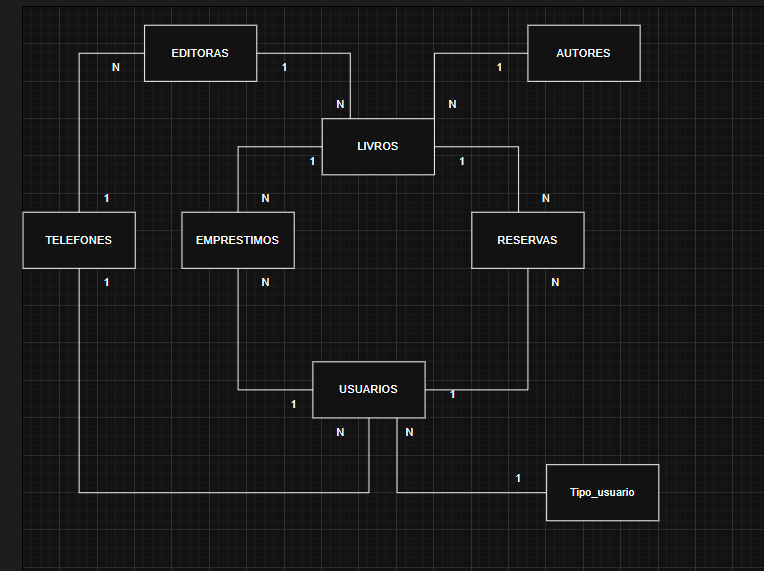 EDITORAS
AUTORES
N
1
1
N
N
LIVROS
1
1
1
N
N
TELEFONES
EMPRESTIMOS
RESERVAS
1
N
N
USUARIOS
1
1
N
N
1
Tipo_usuario